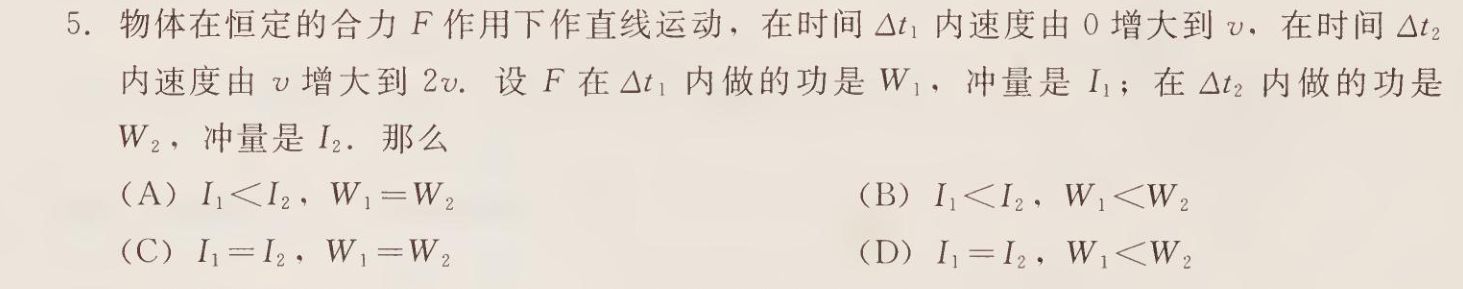 5. 物体在恒定的合力 F 作用下作直线运动，在时间 Δt₁ 内速度由 0 增大到 v，在时间 Δt₂
内速度由 v 增大到 2v. 设 F 在 Δt₁ 内做的功是 W₁，冲量是 I₁；在 Δt₂ 内做的功是
W₂，冲量是 I₂. 那么
(A) I₁<I₂，W₁=W₂ (B) I₁<I₂，W₁<W₂
(C) I₁=I₂，W₁=W₂ (D) I₁=I₂，W₁<W₂